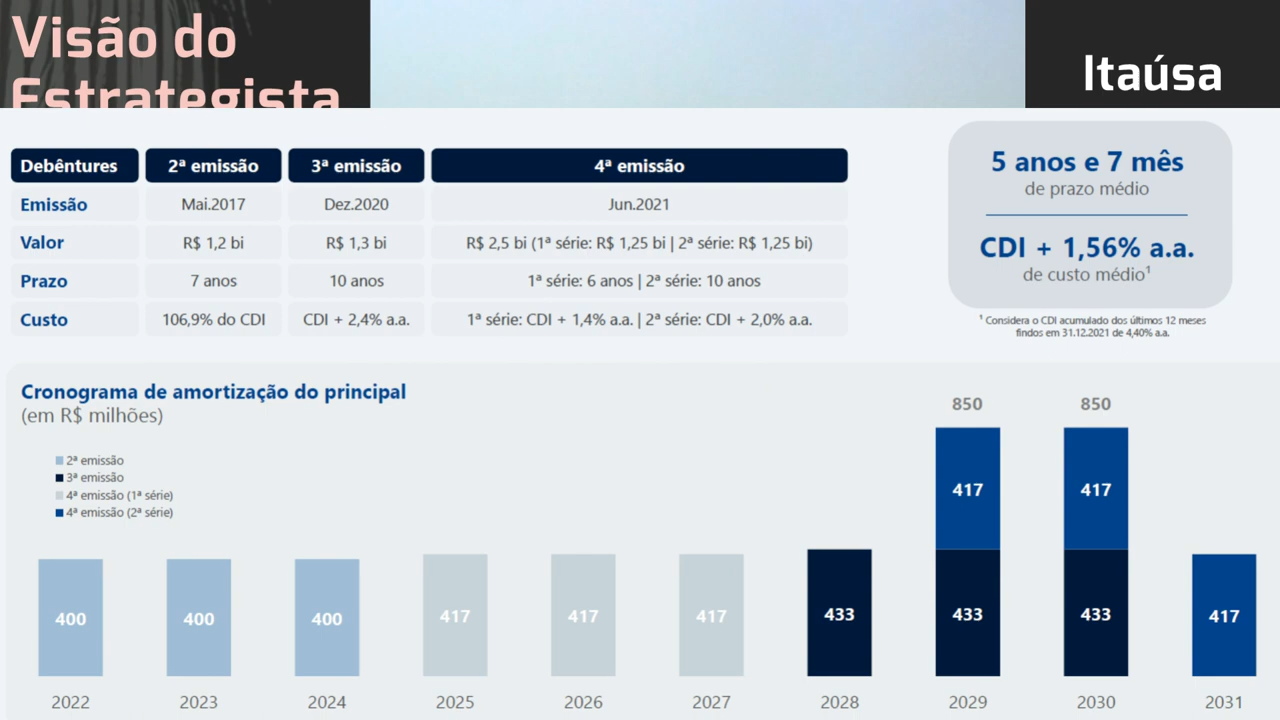 Visão do
Estrategista
Itaúsa
Debêntures 2ª emissão 3ª emissão 4ª emissão
Emissão Mai.2017 Dez.2020 Jun.2021
Valor R$ 1,2 bi R$ 1,3 bi R$ 2,5 bi (1ª série: R$ 1,25 bi | 2ª série: R$ 1,25 bi)
Prazo 7 anos 10 anos 1ª série: 6 anos | 2ª série: 10 anos
Custo 106,9% do CDI CDI + 2,4% a.a. 1ª série: CDI + 1,4% a.a. | 2ª série: CDI + 2,0% a.a.
5 anos e 7 mês
de prazo médio
CDI + 1,56% a.a.
de custo médio¹
¹ Considera o CDI acumulado dos últimos 12 meses
findos em 31.12.2021 de 4,40% a.a.
Cronograma de amortização do principal
(em R$ milhões)
2ª emissão
3ª emissão
4ª emissão (1ª série)
4ª emissão (2ª série)
850 850
417 417
400 400 400 417 417 417 433 433 433 417
2022 2023 2024 2025 2026 2027 2028 2029 2030 2031